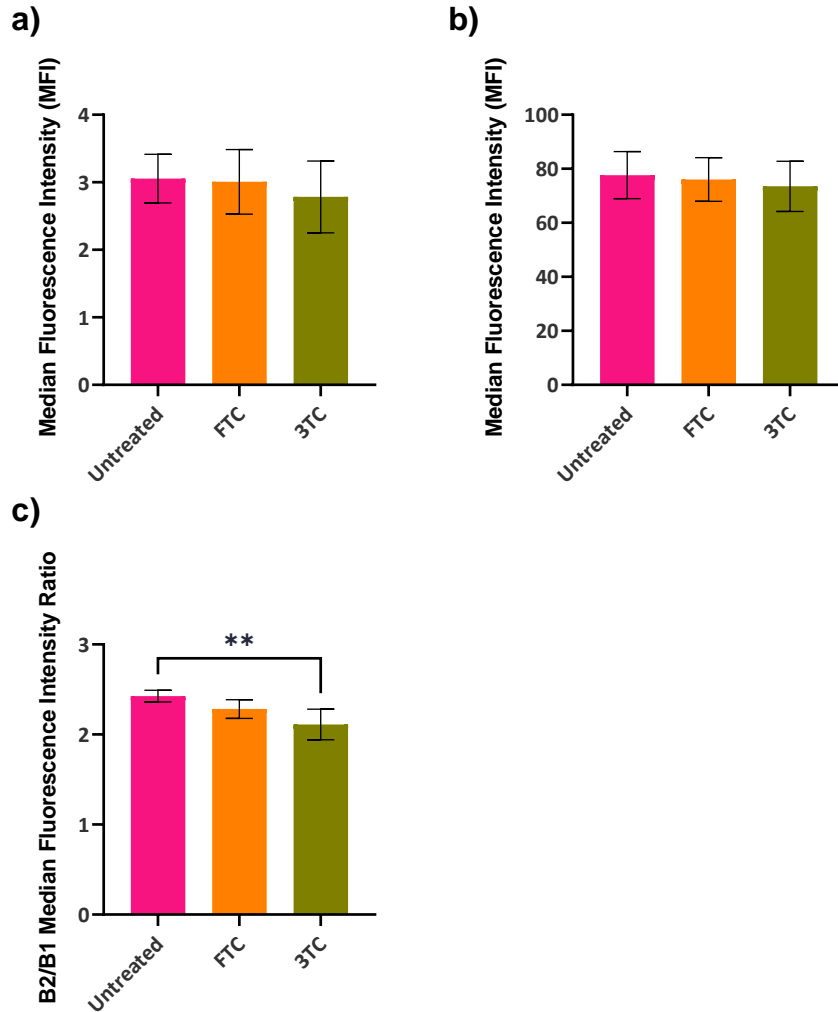 a)
Median Fluorescence Intensity (MFI)
4
3
2
1
0
Untreated
FTC
3TC
b)
Median Fluorescence Intensity (MFI)
100
80
60
40
20
0
Untreated
FTC
3TC
c)
B2/B1 Median Fluorescence Intensity Ratio
3
2
1
0
**
Untreated
FTC
3TC